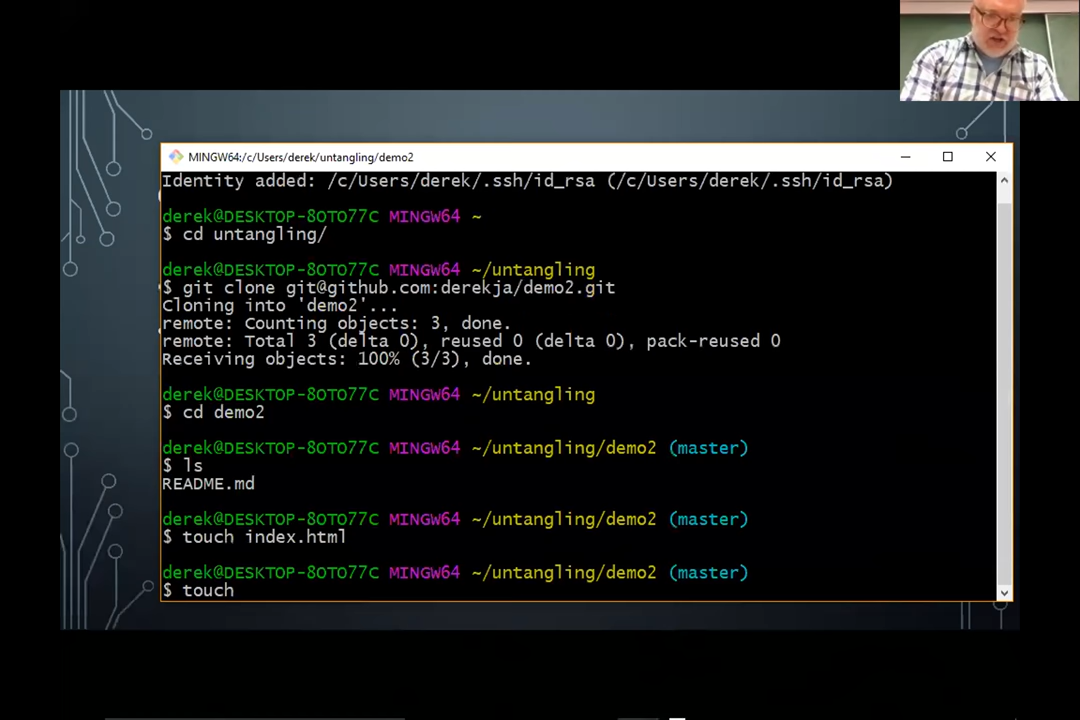 MINGW64:/c/Users/derek/untangling/demo2
Identity added: /c/Users/derek/.ssh/id_rsa (/c/Users/derek/.ssh/id_rsa)
derek@DESKTOP-8OTO77C MINGW64 ~
$ cd untangling/
derek@DESKTOP-8OTO77C MINGW64 ~/untangling
$ git clone git@github.com:derekja/demo2.git
Cloning into 'demo2'...
remote: Counting objects: 3, done.
remote: Total 3 (delta 0), reused 0 (delta 0), pack-reused 0
Receiving objects: 100% (3/3), done.
derek@DESKTOP-8OTO77C MINGW64 ~/untangling
$ cd demo2
derek@DESKTOP-8OTO77C MINGW64 ~/untangling/demo2 (master)
$ ls
README.md
derek@DESKTOP-8OTO77C MINGW64 ~/untangling/demo2 (master)
$ touch index.html
derek@DESKTOP-8OTO77C MINGW64 ~/untangling/demo2 (master)
$ touch